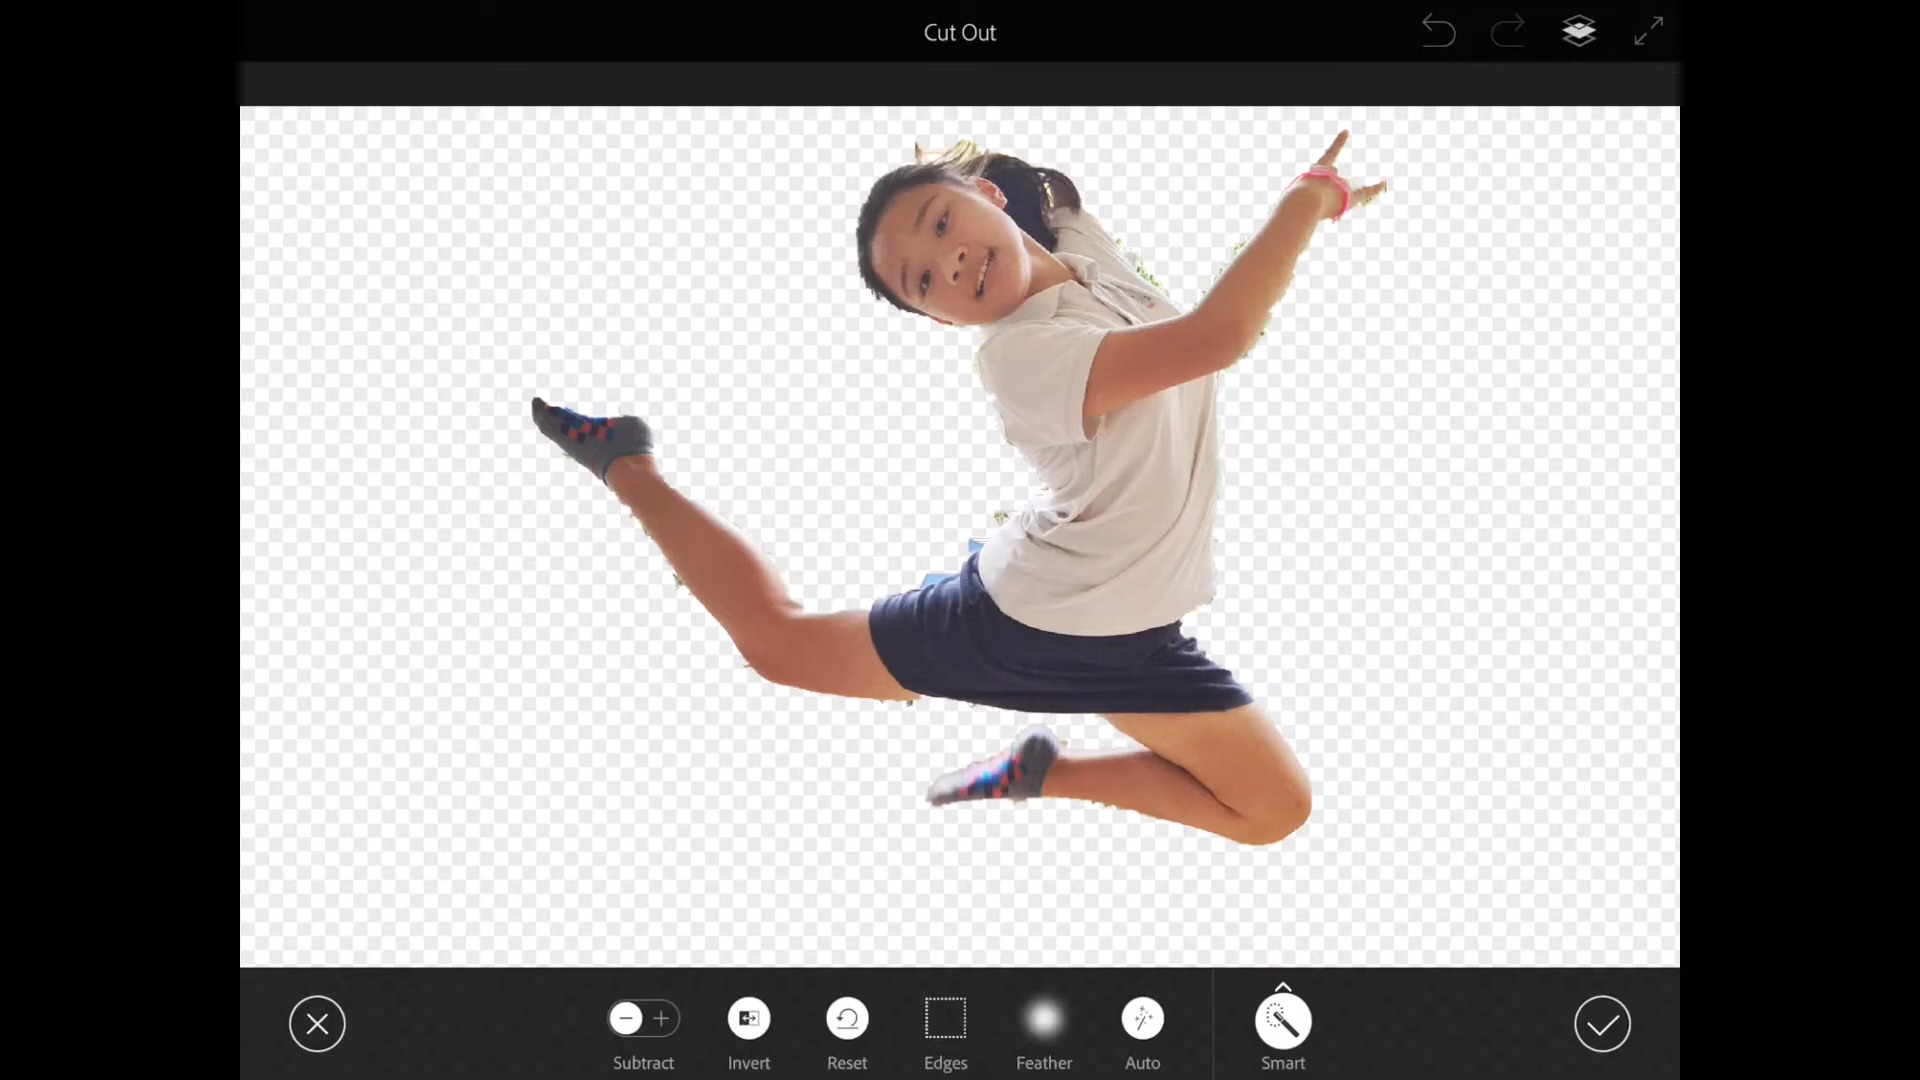 Cut Out
Subtract
Invert
Reset
Edges
Feather
Auto
Smart